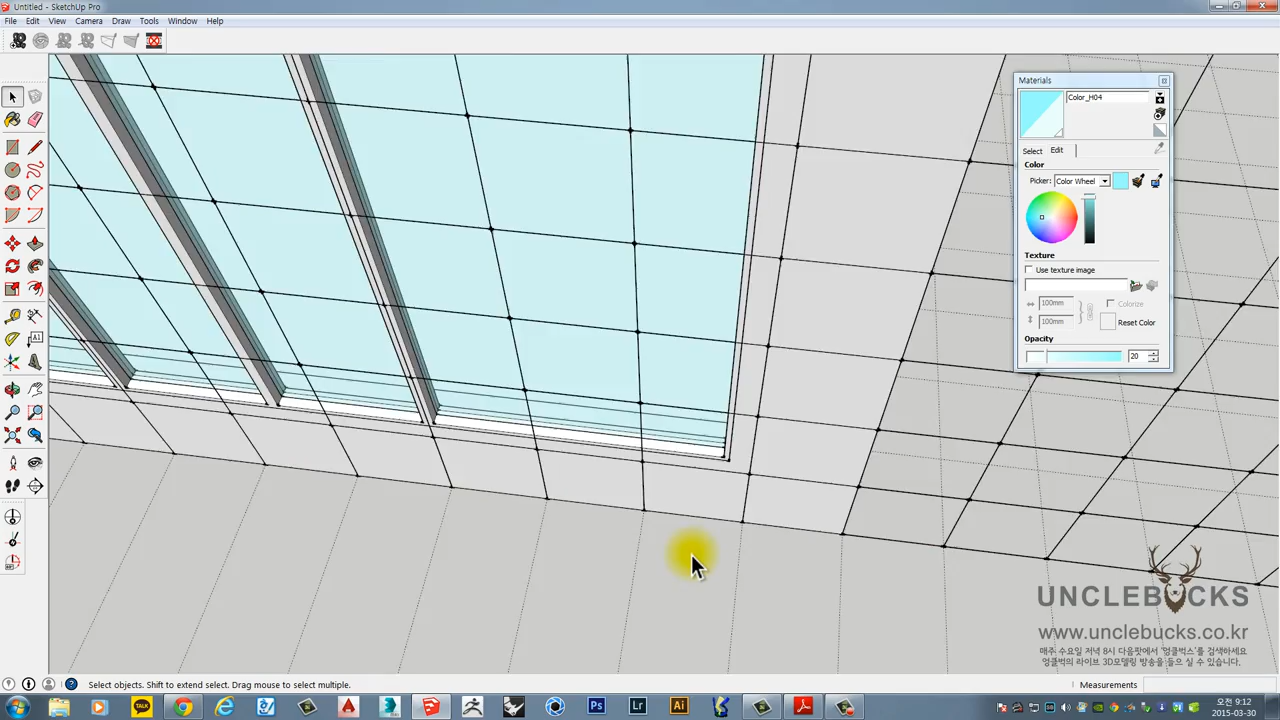 Untitled - SketchUp Pro
File Edit View Camera Draw Tools Window Help
Materials
Color_H04
Select Edit
Color
Picker: Color Wheel
Texture
Use texture image
100mm Colorize
100mm Reset Color
Opacity
20
UNCLEBUCKS
www.unclebucks.co.kr
매주 수요일 저녁 8시 다음팟에서 '엉클벅스'를 검색하세요
엉클벅의 라이브 3D모델링 방송을 들으실 수 있습니다.
Select objects. Shift to extend select. Drag mouse to select multiple. Measurements
TALK Ps Lr Ai
오전 9:12
2015-03-30